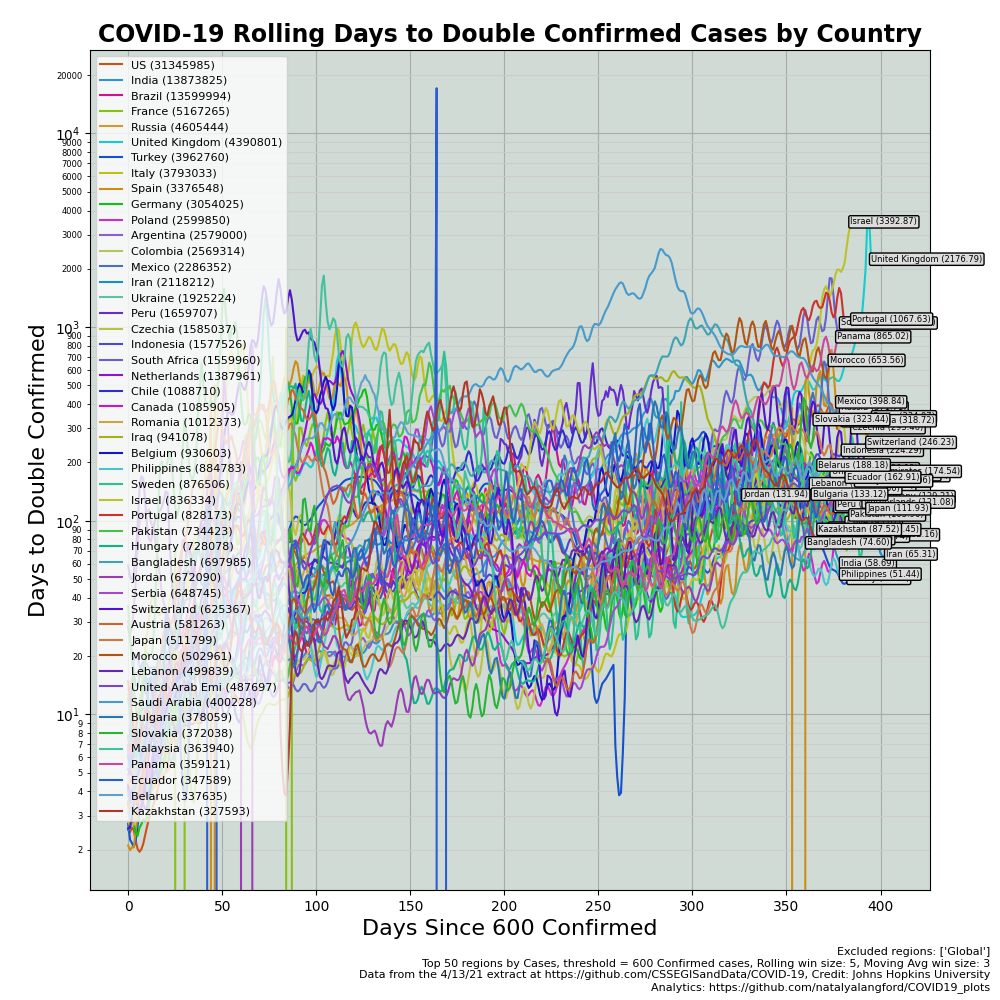 COVID-19 Rolling Days to Double Confirmed Cases by Country
Days to Double Confirmed
20000
10^4
9000
8000
7000
6000
5000
4000
3000
2000
10^3
900
800
700
600
500
400
300
200
10^2
90
80
70
60
50
40
30
20
10^1
9
8
7
6
5
4
3
2
US (31345985)
India (13873825)
Brazil (13599994)
France (5167265)
Russia (4605444)
United Kingdom (4390801)
Turkey (3962760)
Italy (3793033)
Spain (3376548)
Germany (3054025)
Poland (2599850)
Argentina (2579000)
Colombia (2569314)
Mexico (2286352)
Iran (2118212)
Ukraine (1925224)
Peru (1659707)
Czechia (1585037)
Indonesia (1577526)
South Africa (1559960)
Netherlands (1387961)
Chile (1088710)
Canada (1085905)
Romania (1012373)
Iraq (941078)
Belgium (930603)
Philippines (884783)
Sweden (876506)
Israel (836334)
Portugal (828173)
Pakistan (734423)
Hungary (728078)
Bangladesh (697985)
Jordan (672090)
Serbia (648745)
Switzerland (625367)
Austria (581263)
Japan (511799)
Morocco (502961)
Lebanon (499839)
United Arab Emi (487697)
Saudi Arabia (400228)
Bulgaria (378059)
Slovakia (372038)
Malaysia (363940)
Panama (359121)
Ecuador (347589)
Belarus (337635)
Kazakhstan (327593)
Israel (3392.87)
United Kingdom (2176.79)
Portugal (1067.63)
Panama (865.02)
Morocco (653.56)
Mexico (398.84)
Slovakia (323.44)
(318.72)
Switzerland (246.23)
Indonesia (224.29)
Belarus (188.18)
(174.54)
Ecuador (162.91)
Lebanon
Jordan (131.94)
Bulgaria (133.12)
Peru
Japan (111.93)
Kazakhstan (87.52)
Bangladesh (74.60)
Iran (65.31)
India (58.69)
Philippines (51.44)
0 50 100 150 200 250 300 350 400
Days Since 600 Confirmed
Excluded regions: ['Global']
Top 50 regions by Cases, threshold = 600 Confirmed cases, Rolling win size: 5, Moving Avg win size: 3
Data from the 4/13/21 extract at https://github.com/CSSEGISandData/COVID-19, Credit: Johns Hopkins University
Analytics: https://github.com/natalyalangford/COVID19_plots